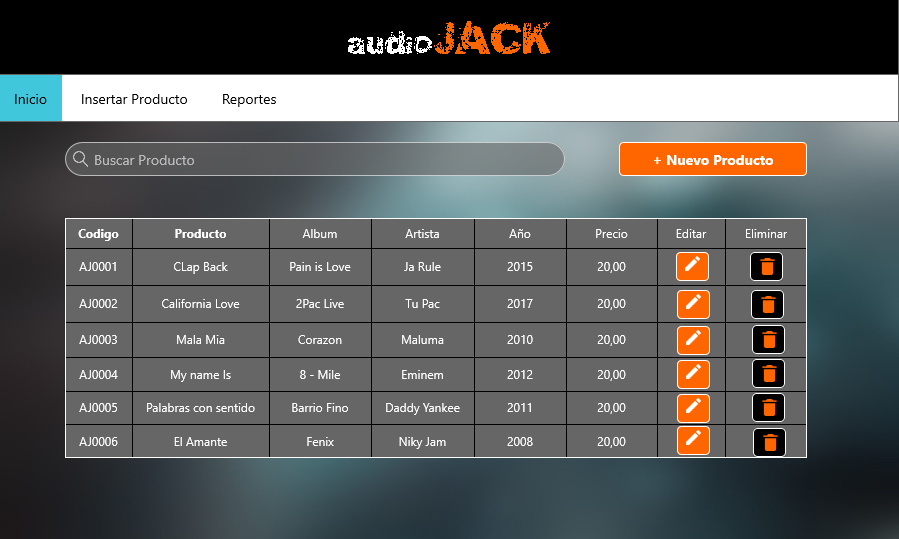 audioJACK
Inicio Insertar Producto Reportes
Buscar Producto + Nuevo Producto
Codigo Producto Album Artista Año Precio Editar Eliminar
AJ0001 CLap Back Pain is Love Ja Rule 2015 20,00
AJ0002 California Love 2Pac Live Tu Pac 2017 20,00
AJ0003 Mala Mia Corazon Maluma 2010 20,00
AJ0004 My name Is 8 - Mile Eminem 2012 20,00
AJ0005 Palabras con sentido Barrio Fino Daddy Yankee 2011 20,00
AJ0006 El Amante Fenix Niky Jam 2008 20,00